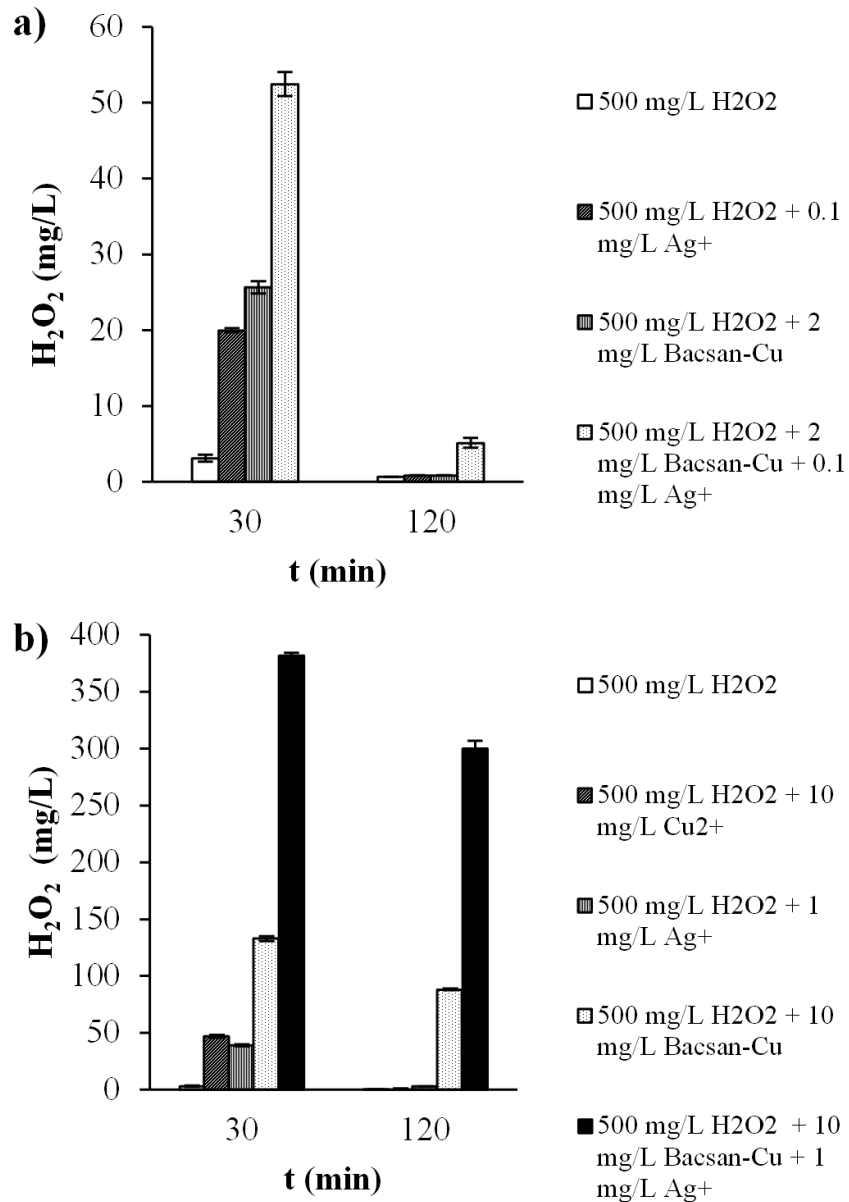 a)
60
50
40
30
20
10
0
H₂O₂ (mg/L)
30
120
t (min)
500 mg/L H2O2
500 mg/L H2O2 + 0.1
mg/L Ag+
500 mg/L H2O2 + 2
mg/L Bacsan-Cu
500 mg/L H2O2 + 2
mg/L Bacsan-Cu + 0.1
mg/L Ag+
b)
400
350
300
250
200
150
100
50
0
H₂O₂ (mg/L)
30
120
t (min)
500 mg/L H2O2
500 mg/L H2O2 + 10
mg/L Cu2+
500 mg/L H2O2 + 1
mg/L Ag+
500 mg/L H2O2 + 10
mg/L Bacsan-Cu
500 mg/L H2O2 + 10
mg/L Bacsan-Cu + 1
mg/L Ag+